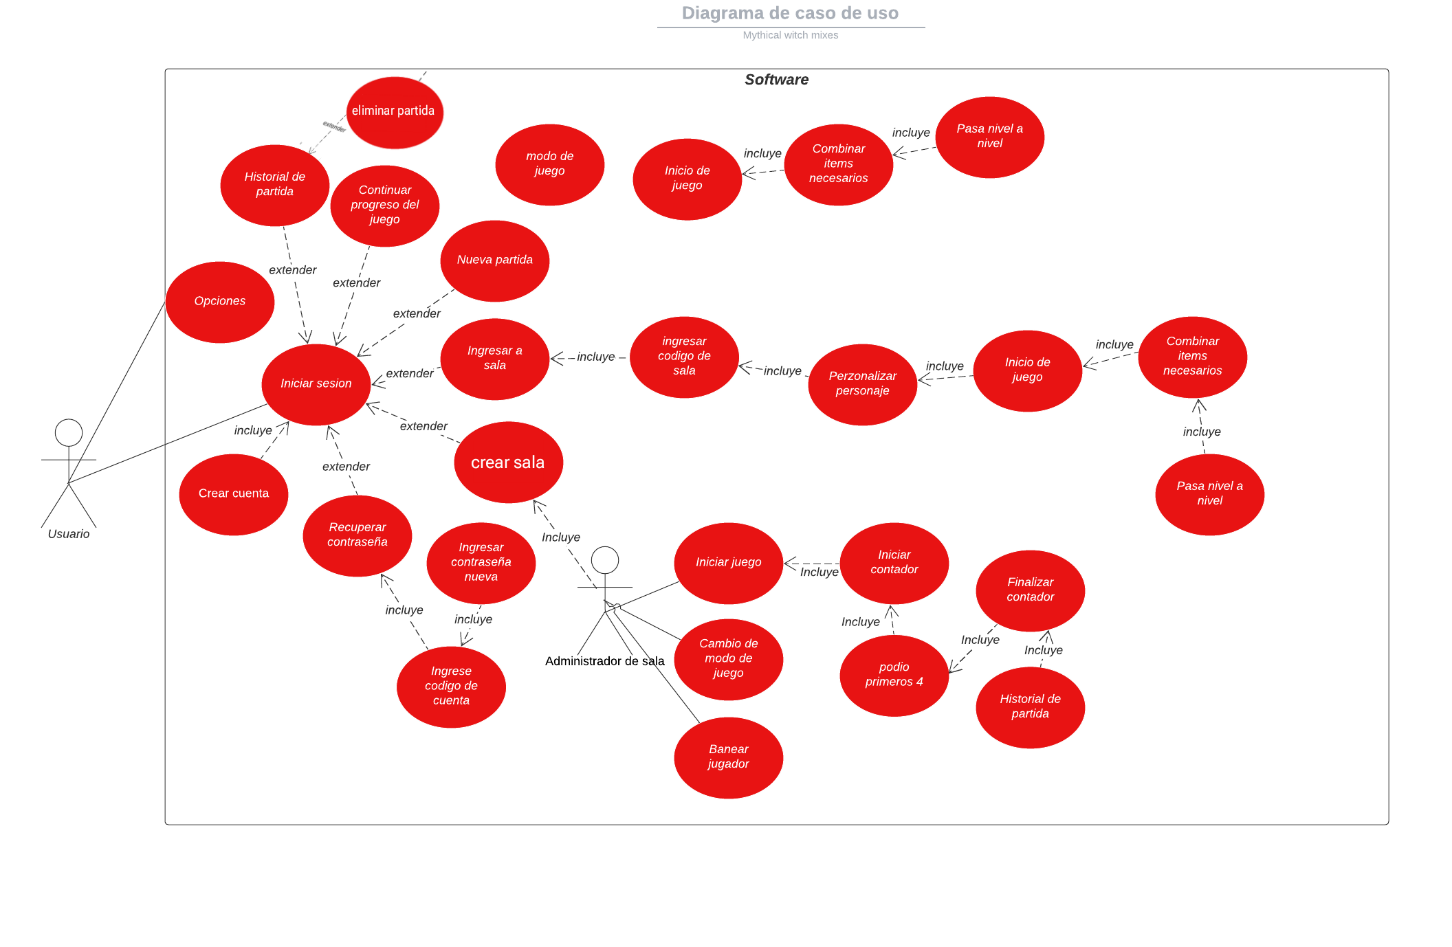 Diagrama de caso de uso
Mythical witch mixes
Software
eliminar partida
extender
Historial de
partida
Continuar
progreso del
juego
modo de
juego
Inicio de
juego
incluye
Combinar
items
necesarios
incluye
Pasa nivel a
nivel
extender
extender
Nueva partida
extender
Opciones
Iniciar sesion
extender
Ingresar a
sala
incluye
ingresar
codigo de
sala
incluye
Perzonalizar
personaje
incluye
Inicio de
juego
incluye
Combinar
items
necesarios
incluye
Pasa nivel a
nivel
incluye
extender
crear sala
extender
Crear cuenta
Usuario
Recuperar
contraseña
Ingresar
contraseña
nueva
Incluye
incluye
incluye
Ingrese
codigo de
cuenta
Administrador de sala
Iniciar juego
Incluye
Iniciar
contador
Finalizar
contador
Incluye
Incluye
Incluye
Cambio de
modo de
juego
podio
primeros 4
Historial de
partida
Banear
jugador